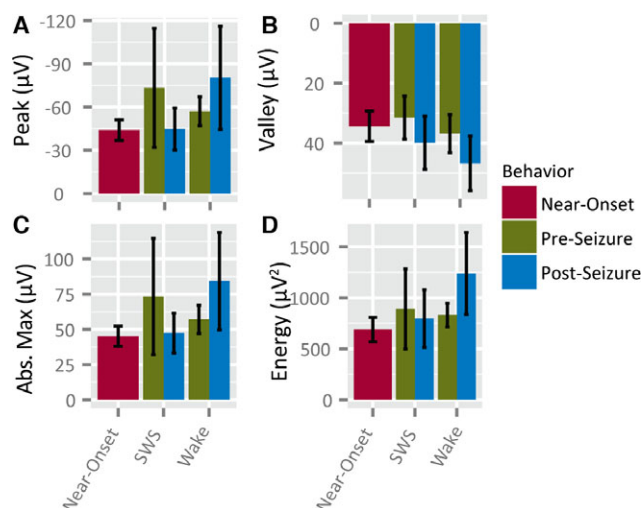 A
-120
-90
-60
-30
0
Peak (µV)
B
0
20
40
Valley (µV)
C
100
75
50
25
0
Abs. Max (µV)
D
1500
1000
500
0
Energy (µV²)
Near-Onset
SWS
Wake
Near-Onset
SWS
Wake
Behavior
Near-Onset
Pre-Seizure
Post-Seizure